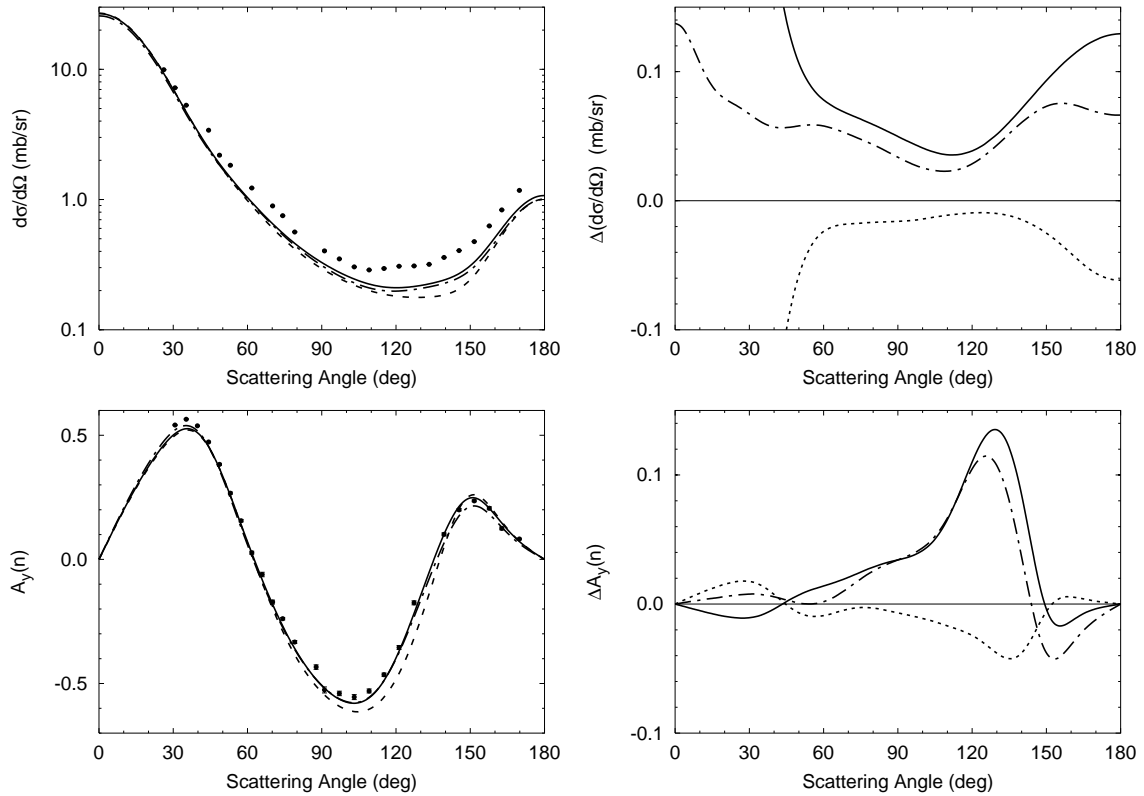 dσ/dΩ (mb/sr)
10.0
1.0
0.1
0 30 60 90 120 150 180
Scattering Angle (deg)
Δ(dσ/dΩ) (mb/sr)
0.1
0.0
-0.1
0 30 60 90 120 150 180
Scattering Angle (deg)
A_y(n)
0.5
0.0
-0.5
0 30 60 90 120 150 180
Scattering Angle (deg)
ΔA_y(n)
0.1
0.0
-0.1
0 30 60 90 120 150 180
Scattering Angle (deg)